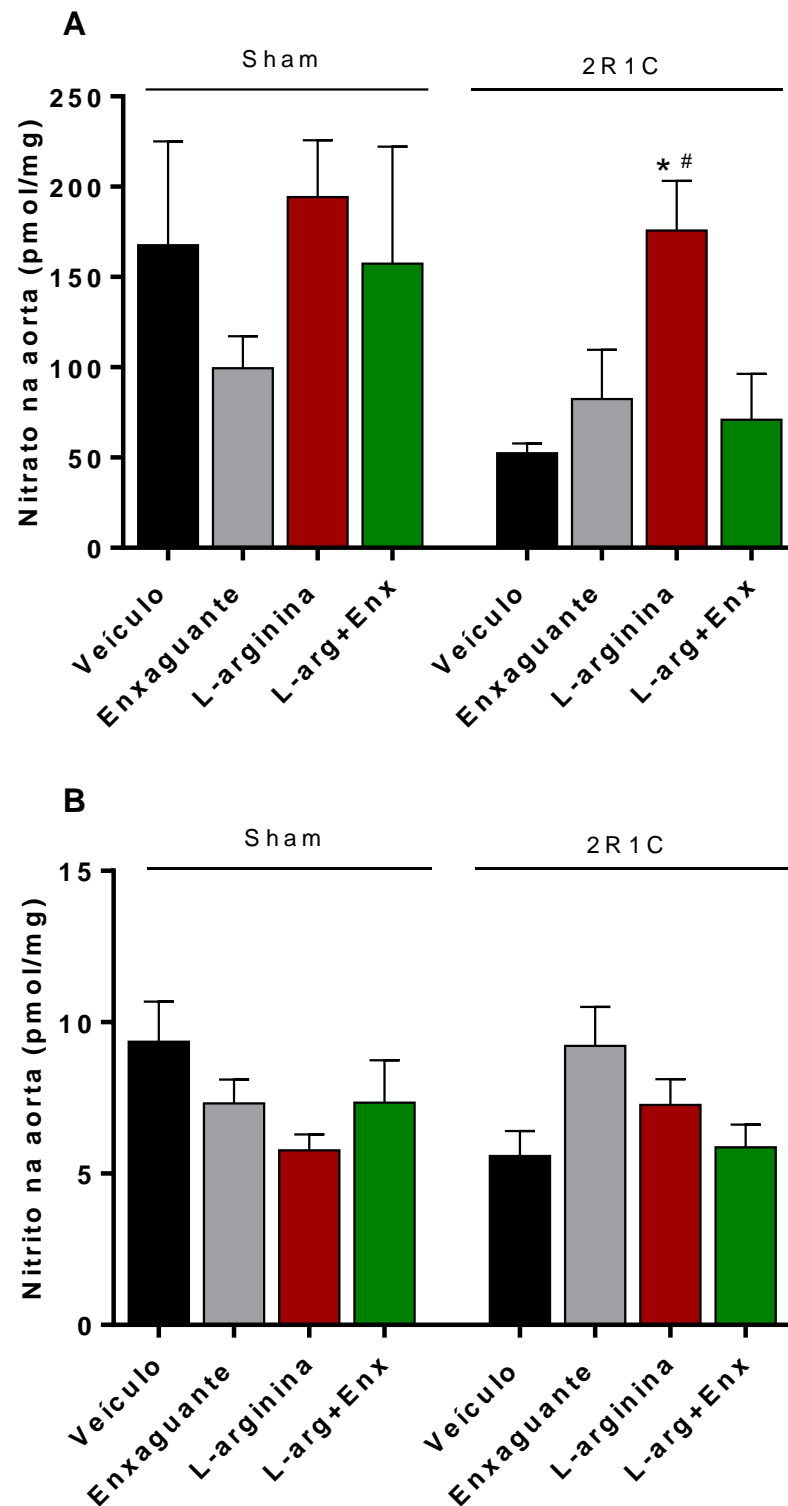 A
Sham
2R1C
Nitrato na aorta (pmol/mg)
250
200
150
100
50
0
* #
Veículo
Enxaguante
L-arginina
L-arg+Enx
Veículo
Enxaguante
L-arginina
L-arg+Enx
B
Sham
2R1C
Nitrito na aorta (pmol/mg)
15
10
5
0
Veículo
Enxaguante
L-arginina
L-arg+Enx
Veículo
Enxaguante
L-arginina
L-arg+Enx